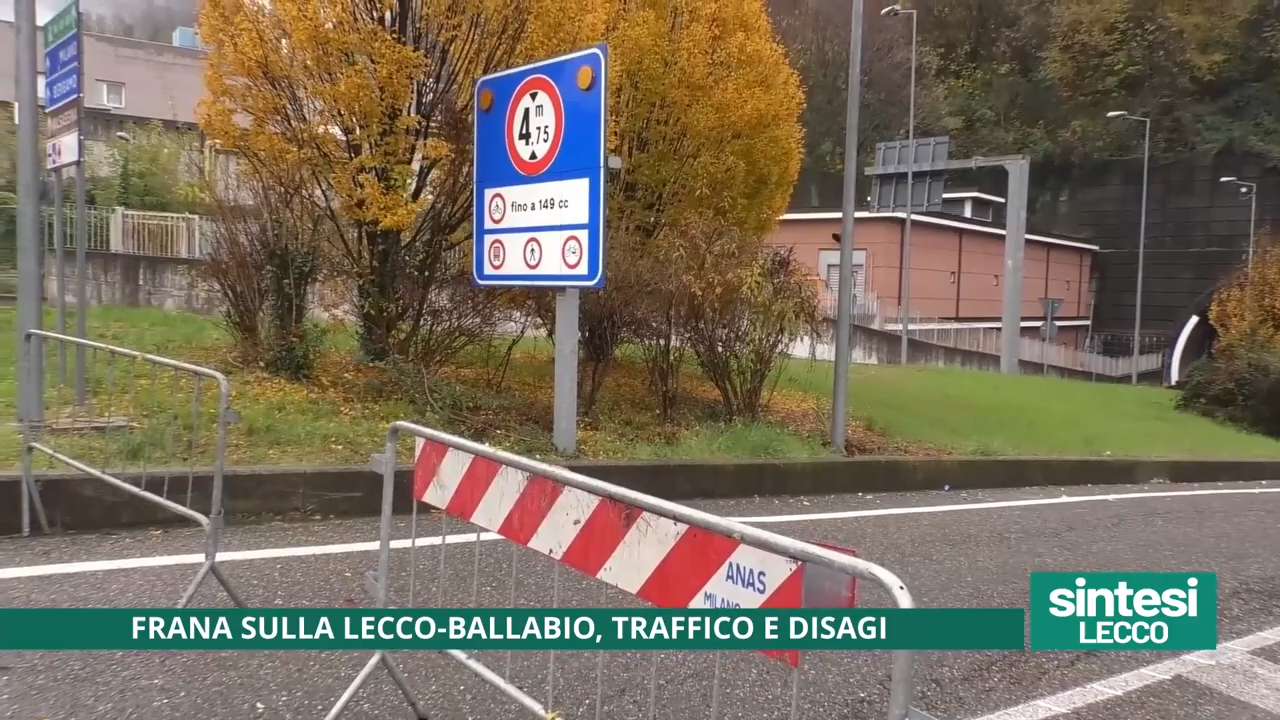 MILANO
BERGAMO
4 m ,75
fino a 149 cc
ANAS
MILANO
FRANA SULLA LECCO-BALLABIO, TRAFFICO E DISAGI
sintesi
LECCO